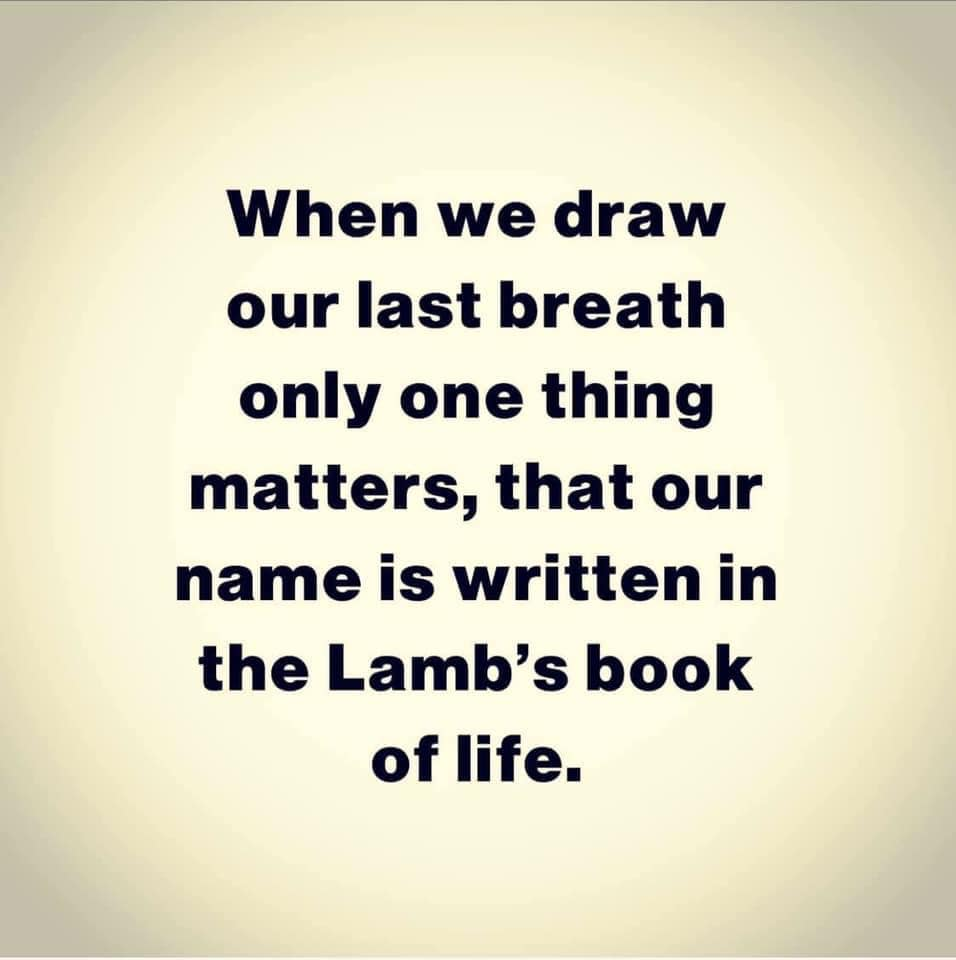 When we draw
our last breath
only one thing
matters, that our
name is written in
the Lamb’s book
of life.